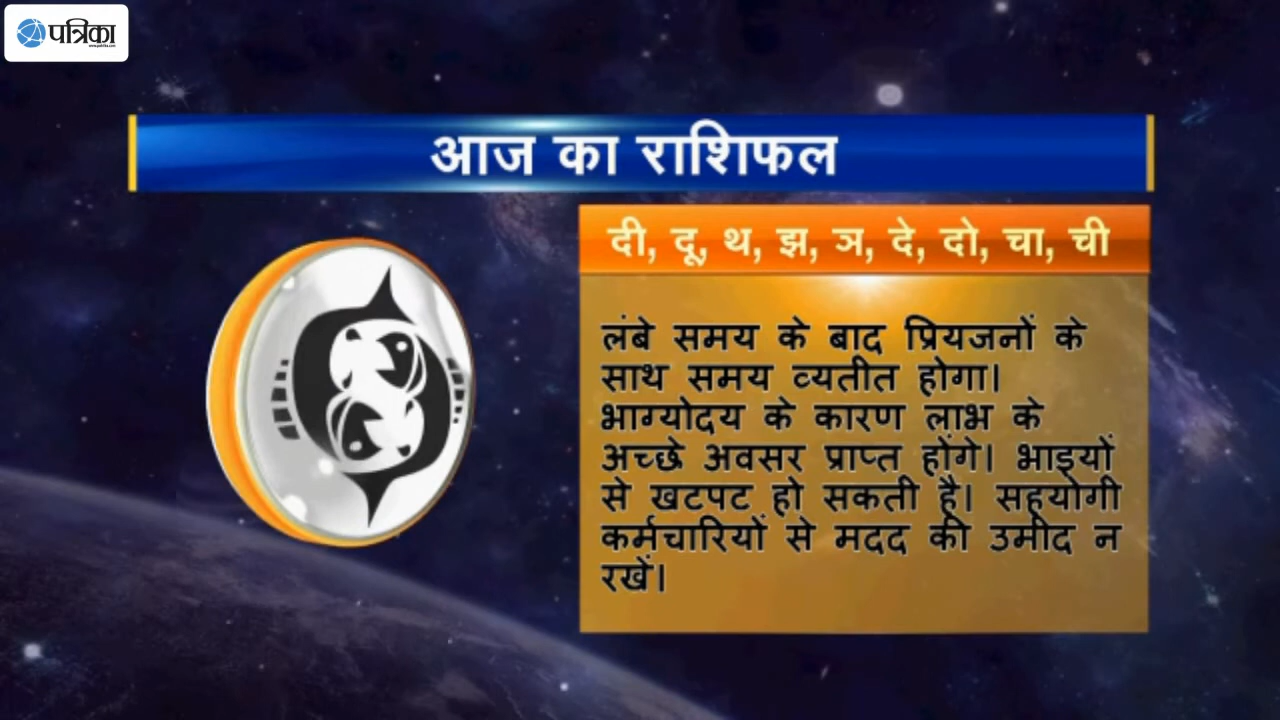 पत्रिका
आज का राशिफल
दी, दू, थ, झ, ञ, दे, दो, चा, ची
लंबे समय के बाद प्रियजनों के
साथ समय व्यतीत होगा।
भाग्योदय के कारण लाभ के
अच्छे अवसर प्राप्त होंगे। भाइयों
से खटपट हो सकती है। सहयोगी
कर्मचारियों से मदद की उमीद न
रखें।